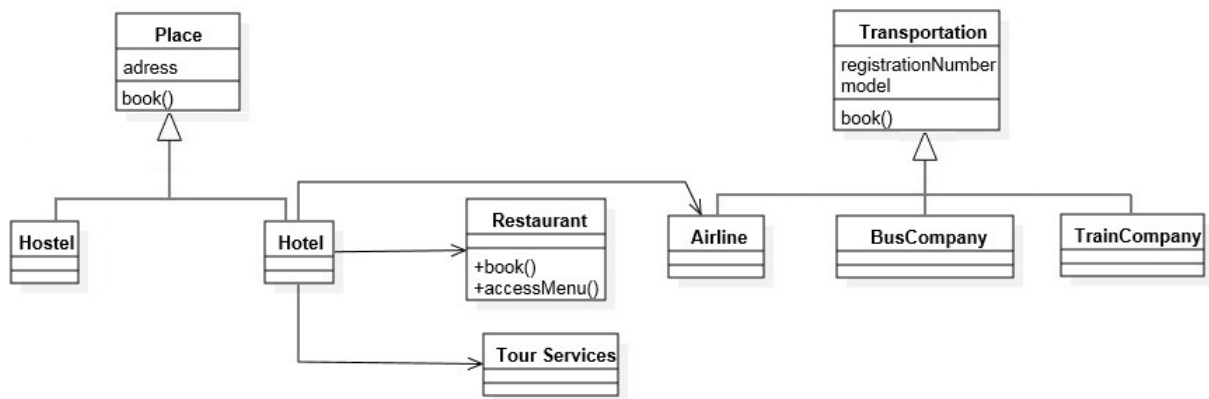 Place
adress
book()
Transportation
registrationNumber
model
book()
Hostel
Hotel
Restaurant
+book()
+accessMenu()
Airline
BusCompany
TrainCompany
Tour Services